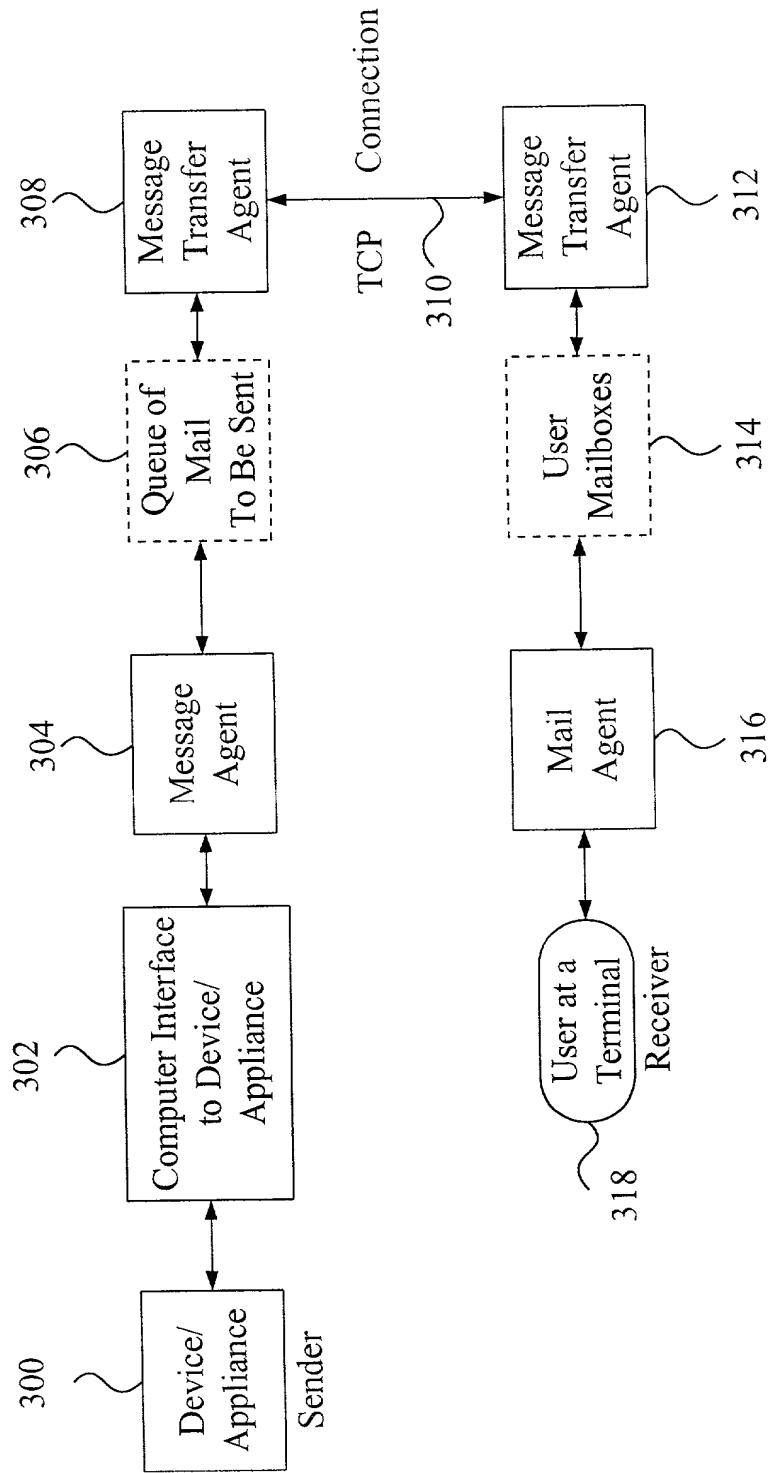 300
Device/
Appliance
Sender
302
Computer Interface
to Device/
Appliance
304
Message
Agent
306
Queue of
Mail
To Be Sent
308
Message
Transfer
Agent
TCP
Connection
310
Message
Transfer
Agent
312
User
Mailboxes
314
Mail
Agent
316
User at a
Terminal
Receiver
318